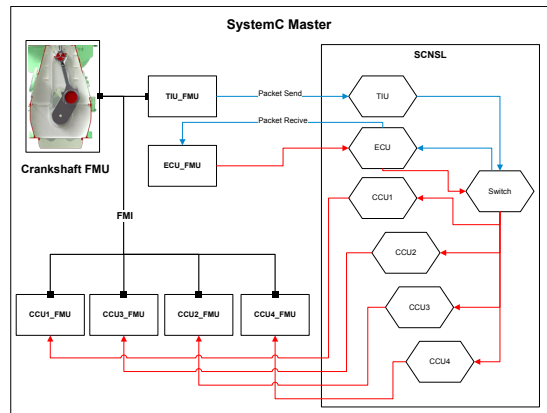 SystemC Master
SCNSL
TIU_FMU
Packet Send
TIU
Packet Recive
ECU
Crankshaft FMU
ECU_FMU
Switch
CCU1
FMI
CCU2
CCU1_FMU
CCU3_FMU
CCU2_FMU
CCU4_FMU
CCU3
CCU4